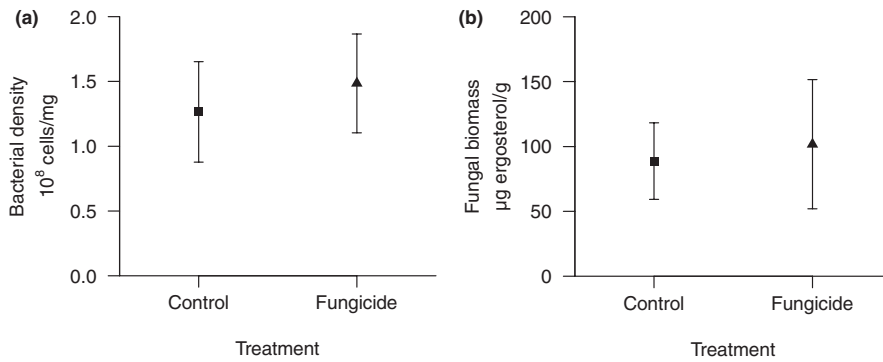 (a)
Bacterial density
10⁸ cells/mg
2.0
1.5
1.0
0.5
0.0
Control Fungicide
Treatment
(b)
Fungal biomass
µg ergosterol/g
200
150
100
50
0
Control Fungicide
Treatment